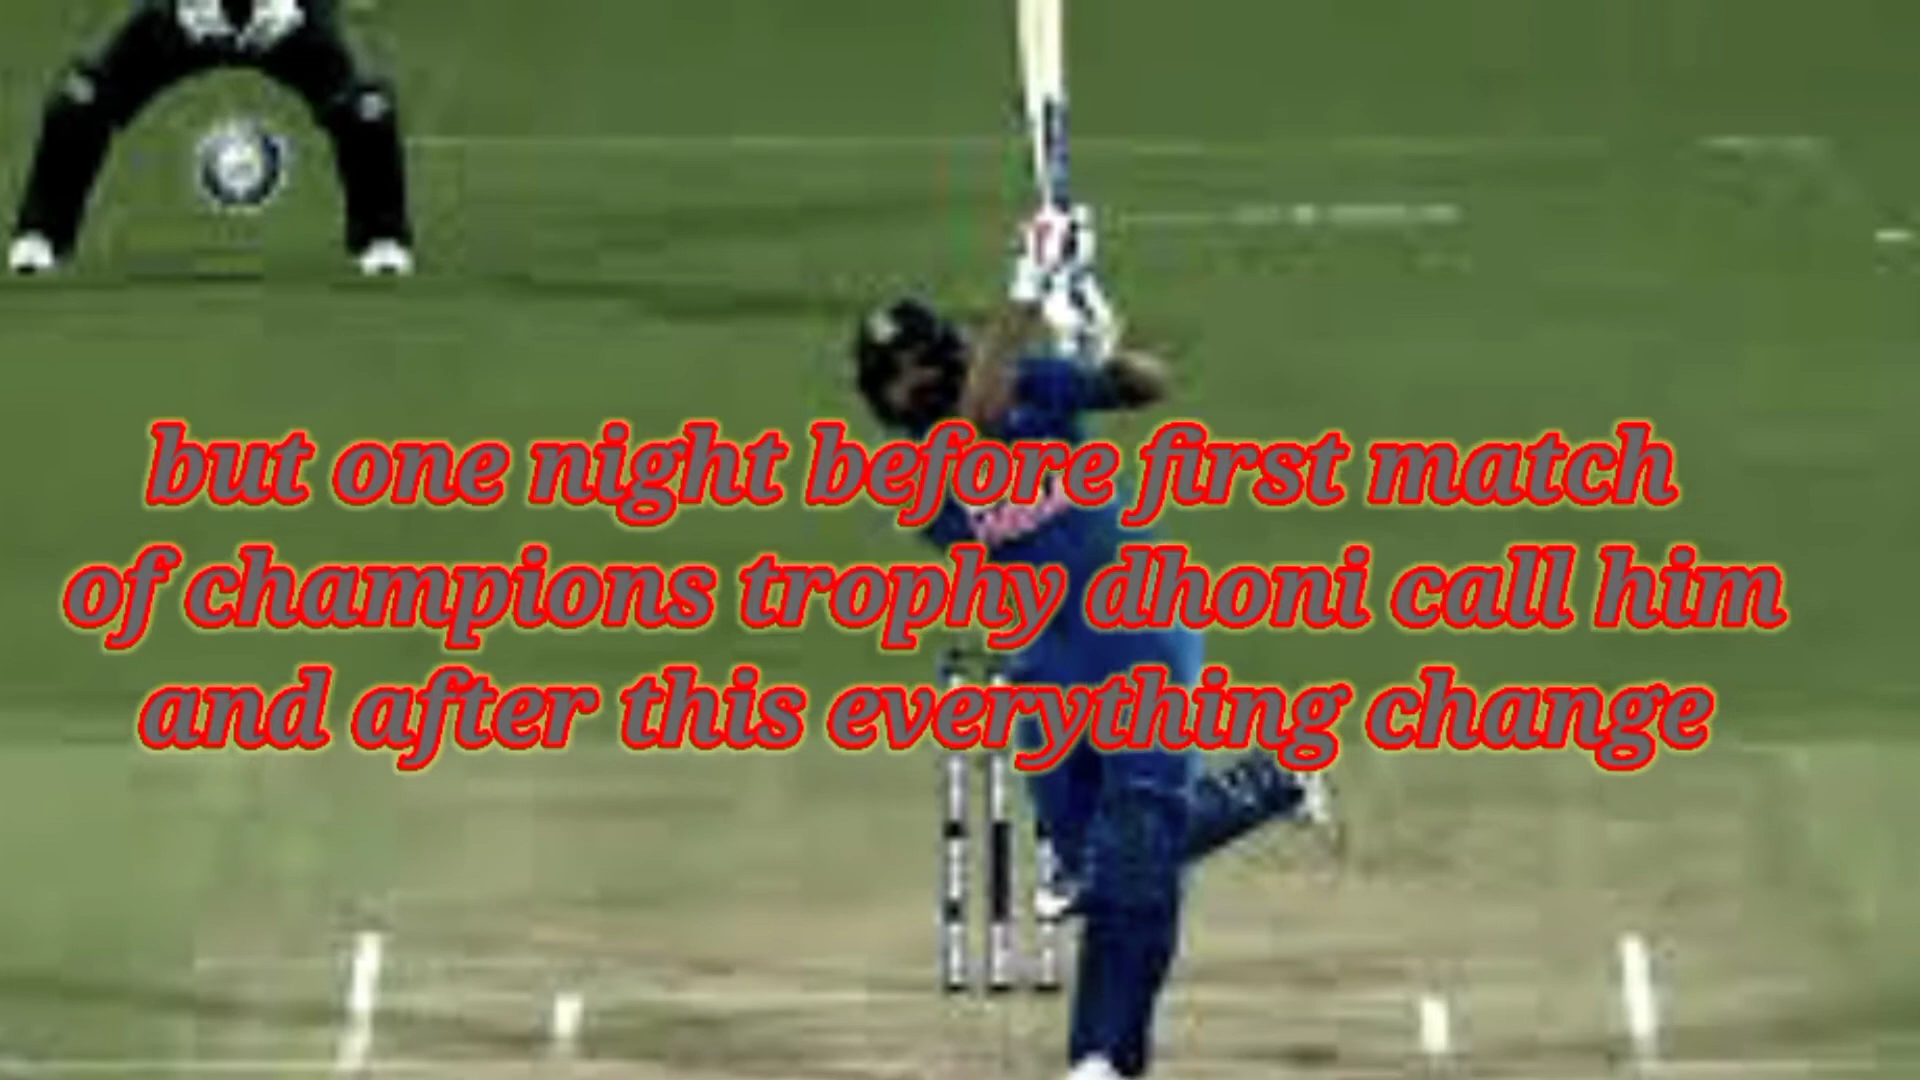 but one night before first match
of champions trophy dhoni call him
and after this everything change